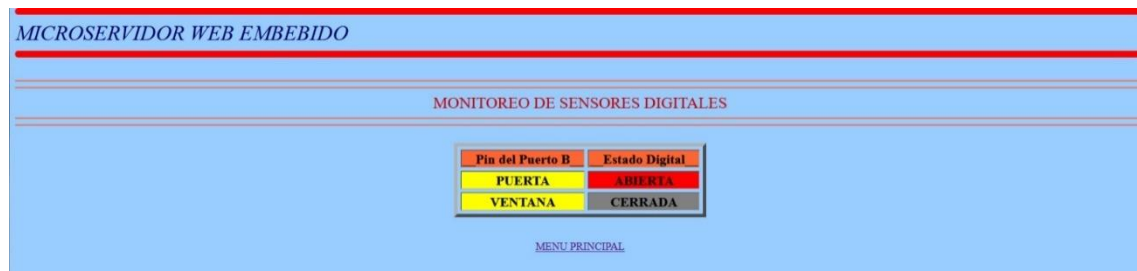 MICROSERVIDOR WEB EMBEBIDO
MONITOREO DE SENSORES DIGITALES
Pin del Puerto B Estado Digital
PUERTA ABIERTA
VENTANA CERRADA
MENU PRINCIPAL